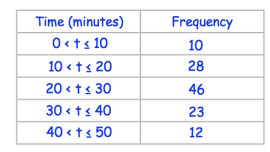 Time (minutes) Frequency
0 < t ≤ 10 10
10 < t ≤ 20 28
20 < t ≤ 30 46
30 < t ≤ 40 23
40 < t ≤ 50 12